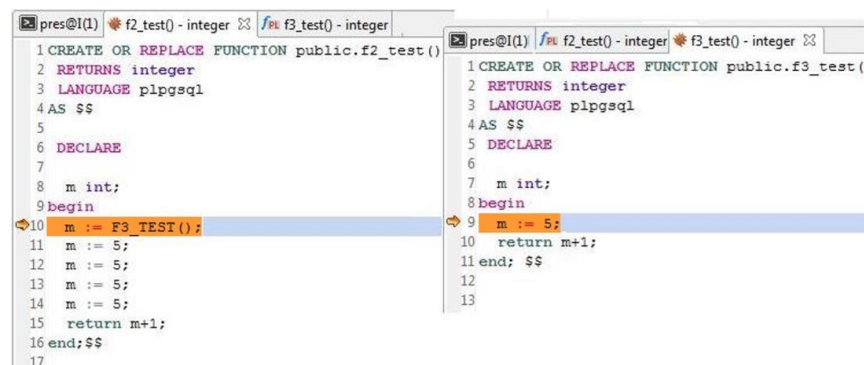 pres@I(1) f2_test() - integer f3_test() - integer
1 CREATE OR REPLACE FUNCTION public.f2_test()
2 RETURNS integer
3 LANGUAGE plpgsql
4 AS $$
5
6 DECLARE
7
8 m int;
9 begin
10 m := F3_TEST();
11 m := 5;
12 m := 5;
13 m := 5;
14 m := 5;
15 return m+1;
16 end;$$
17
pres@I(1) f2_test() - integer f3_test() - integer
1 CREATE OR REPLACE FUNCTION public.f3_test(
2 RETURNS integer
3 LANGUAGE plpgsql
4 AS $$
5 DECLARE
6
7 m int;
8 begin
9 m := 5;
10 return m+1;
11 end; $$
12
13